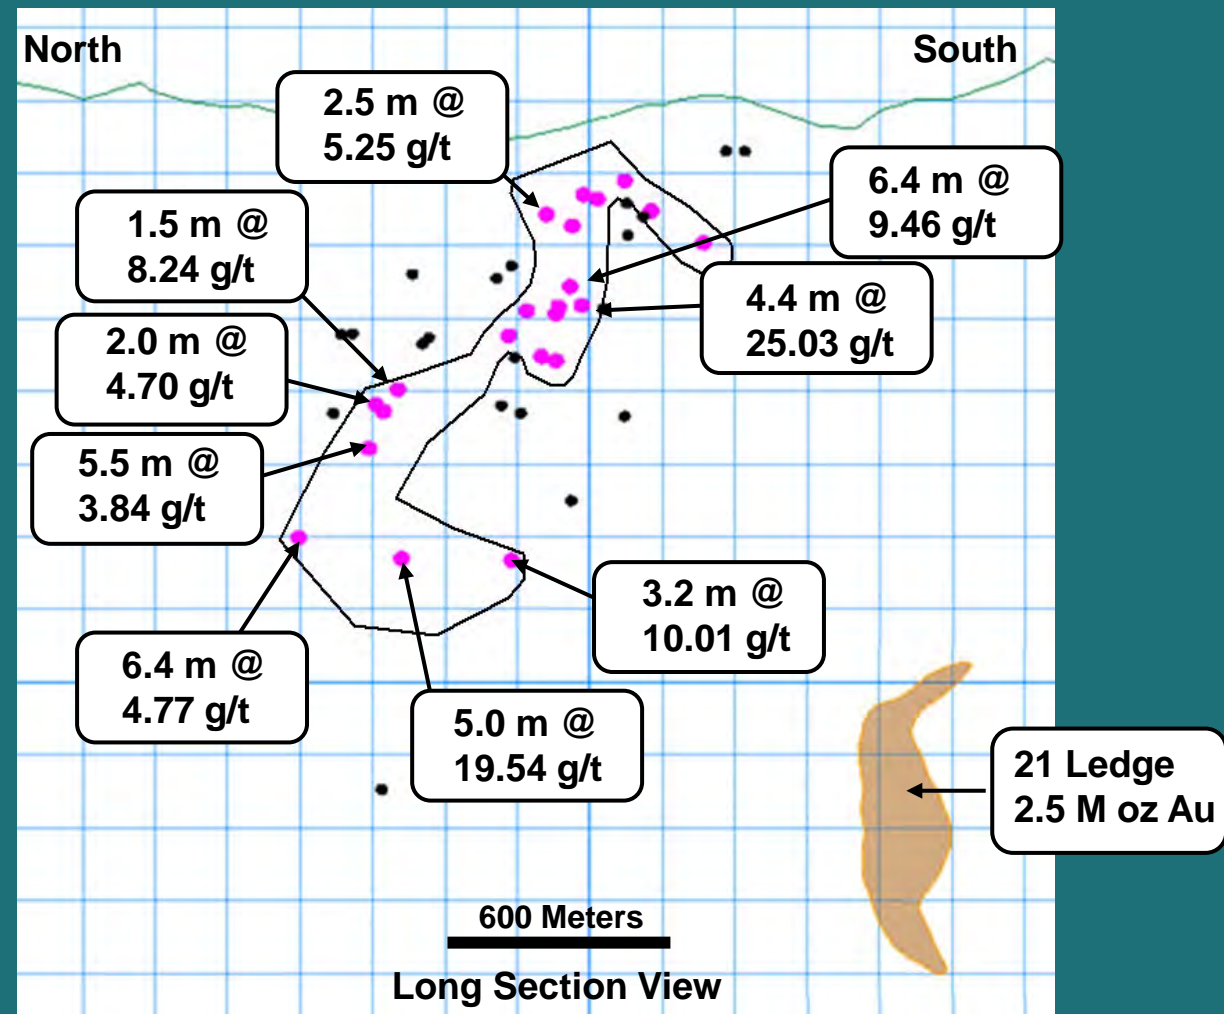 North
South
2.5 m @
5.25 g/t
6.4 m @
9.46 g/t
1.5 m @
8.24 g/t
4.4 m @
25.03 g/t
2.0 m @
4.70 g/t
5.5 m @
3.84 g/t
3.2 m @
10.01 g/t
6.4 m @
4.77 g/t
5.0 m @
19.54 g/t
21 Ledge
2.5 M oz Au
600 Meters
Long Section View